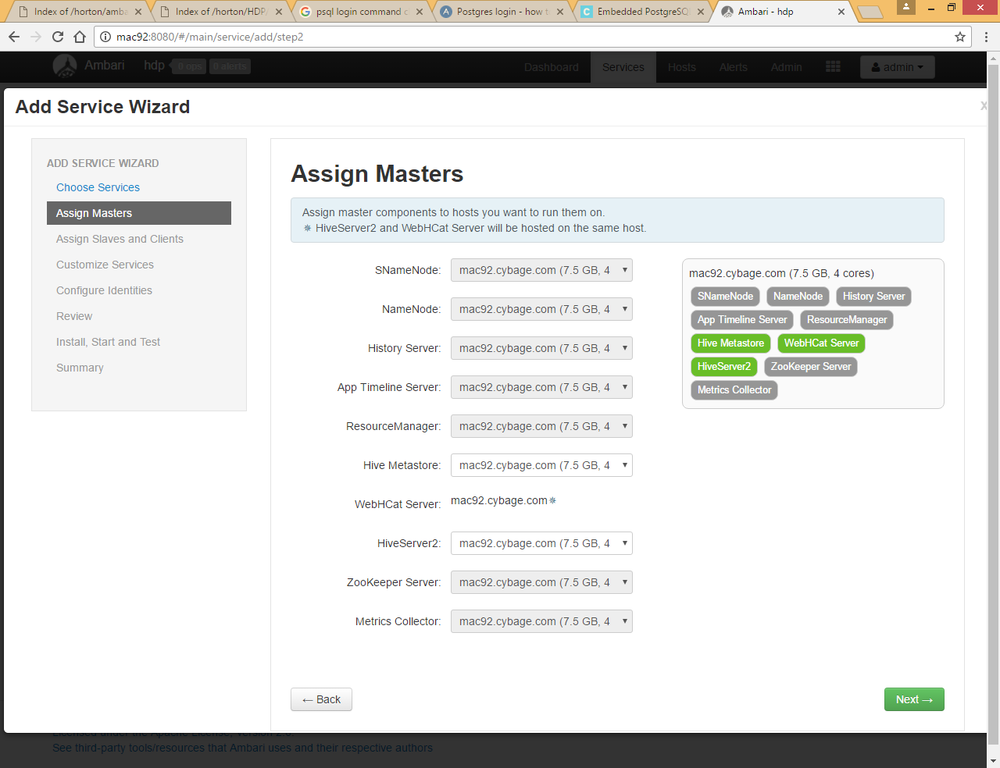 Index of /horton/amba
Index of /horton/HDP
psql login command
Postgres login - how t
Embedded PostgreSQL
Ambari - hdp
mac92:8080/#/main/service/add/step2
Ambari hdp 0 ops 0 alerts Dashboard Services Hosts Alerts Admin admin
Add Service Wizard x
ADD SERVICE WIZARD
Choose Services
Assign Masters
Assign Slaves and Clients
Customize Services
Configure Identities
Review
Install, Start and Test
Summary
Assign Masters
Assign master components to hosts you want to run them on.
✵ HiveServer2 and WebHCat Server will be hosted on the same host.
SNameNode: mac92.cybage.com (7.5 GB, 4
NameNode: mac92.cybage.com (7.5 GB, 4
History Server: mac92.cybage.com (7.5 GB, 4
App Timeline Server: mac92.cybage.com (7.5 GB, 4
ResourceManager: mac92.cybage.com (7.5 GB, 4
Hive Metastore: mac92.cybage.com (7.5 GB, 4
WebHCat Server: mac92.cybage.com✵
HiveServer2: mac92.cybage.com (7.5 GB, 4
ZooKeeper Server: mac92.cybage.com (7.5 GB, 4
Metrics Collector: mac92.cybage.com (7.5 GB, 4
mac92.cybage.com (7.5 GB, 4 cores)
SNameNode NameNode History Server
App Timeline Server ResourceManager
Hive Metastore WebHCat Server
HiveServer2 ZooKeeper Server
Metrics Collector
← Back
Next →
Licensed under the Apache License, Version 2.0.
See third-party tools/resources that Ambari uses and their respective authors